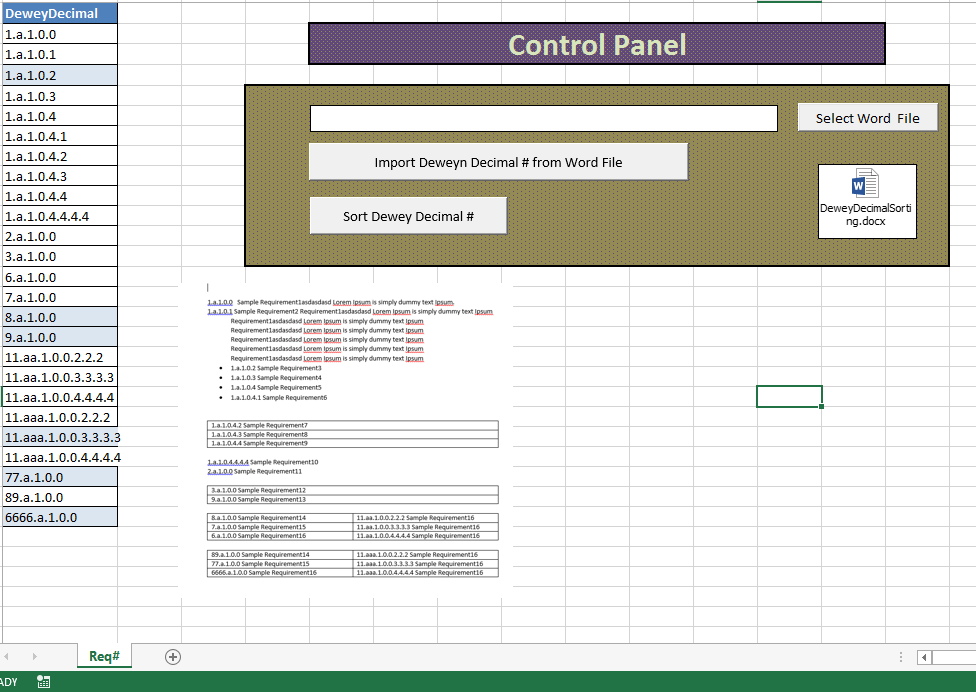 DeweyDecimal
1.a.1.0.0
1.a.1.0.1
1.a.1.0.2
1.a.1.0.3
1.a.1.0.4
1.a.1.0.4.1
1.a.1.0.4.2
1.a.1.0.4.3
1.a.1.0.4.4
1.a.1.0.4.4.4.4
2.a.1.0.0
3.a.1.0.0
6.a.1.0.0
7.a.1.0.0
8.a.1.0.0
9.a.1.0.0
11.aa.1.0.0.2.2.2
11.aa.1.0.0.3.3.3.3
11.aa.1.0.0.4.4.4.4
11.aaa.1.0.0.2.2.2
11.aaa.1.0.0.3.3.3.3
11.aaa.1.0.0.4.4.4.4
77.a.1.0.0
89.a.1.0.0
6666.a.1.0.0
Control Panel
Select Word File
Import Deweyn Decimal # from Word File
Sort Dewey Decimal #
DeweyDecimalSorti
ng.docx
1.a.1.0.0 Sample Requirement1asdasdasd Lorem Ipsum is simply dummy text Ipsum.
1.a.1.0.1 Sample Requirement2 Requirement1asdasdasd Lorem Ipsum is simply dummy text Ipsum
Requirement1asdasdasd Lorem Ipsum is simply dummy text Ipsum
Requirement1asdasdasd Lorem Ipsum is simply dummy text Ipsum
Requirement1asdasdasd Lorem Ipsum is simply dummy text Ipsum
Requirement1asdasdasd Lorem Ipsum is simply dummy text Ipsum
Requirement1asdasdasd Lorem Ipsum is simply dummy text Ipsum
• 1.a.1.0.2 Sample Requirement3
• 1.a.1.0.3 Sample Requirement4
• 1.a.1.0.4 Sample Requirement5
• 1.a.1.0.4.1 Sample Requirement6
1.a.1.0.4.2 Sample Requirement7
1.a.1.0.4.3 Sample Requirement8
1.a.1.0.4.4 Sample Requirement9
1.a.1.0.4.4.4.4 Sample Requirement10
2.a.1.0.0 Sample Requirement11
3.a.1.0.0 Sample Requirement12
9.a.1.0.0 Sample Requirement13
8.a.1.0.0 Sample Requirement14 11.aa.1.0.0.2.2.2 Sample Requirement16
7.a.1.0.0 Sample Requirement15 11.aa.1.0.0.3.3.3.3 Sample Requirement16
6.a.1.0.0 Sample Requirement16 11.aa.1.0.0.4.4.4.4 Sample Requirement16
89.a.1.0.0 Sample Requirement14 11.aaa.1.0.0.2.2.2 Sample Requirement16
77.a.1.0.0 Sample Requirement15 11.aaa.1.0.0.3.3.3.3 Sample Requirement16
6666.a.1.0.0 Sample Requirement16 11.aaa.1.0.0.4.4.4.4 Sample Requirement16
Req#
ADY